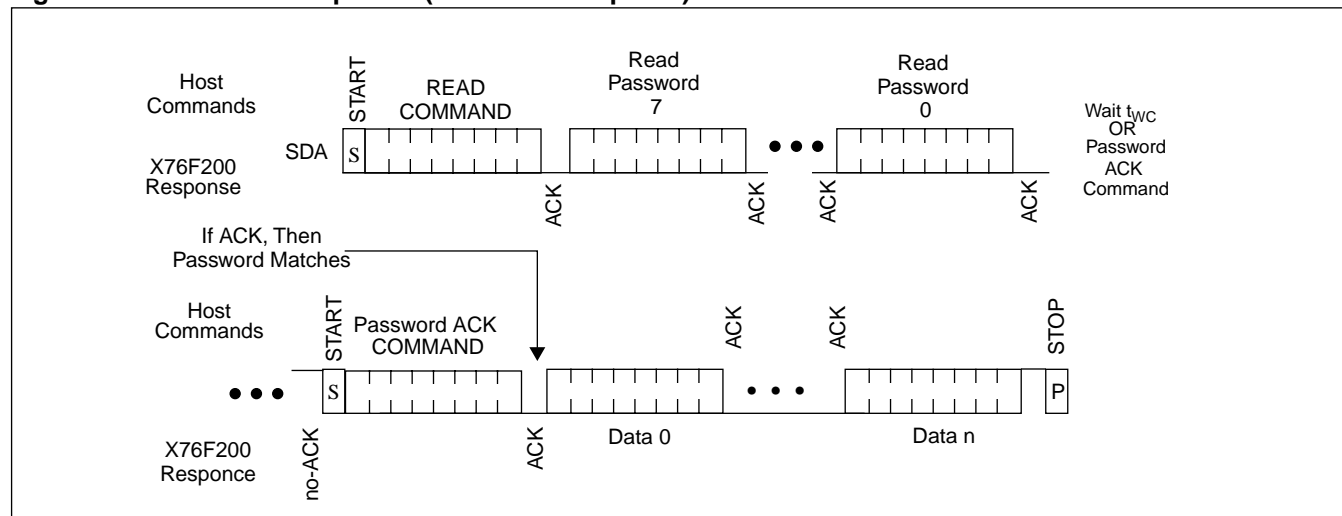 Host
Commands
START
READ
COMMAND
Read
Password
7
Read
Password
0
Wait tWC
OR
Password
ACK
Command
SDA
S
X76F200
Response
ACK
ACK
ACK
ACK
If ACK, Then
Password Matches
Host
Commands
START
Password ACK
COMMAND
ACK
ACK
STOP
S
P
X76F200
Responce
no-ACK
ACK
Data 0
Data n